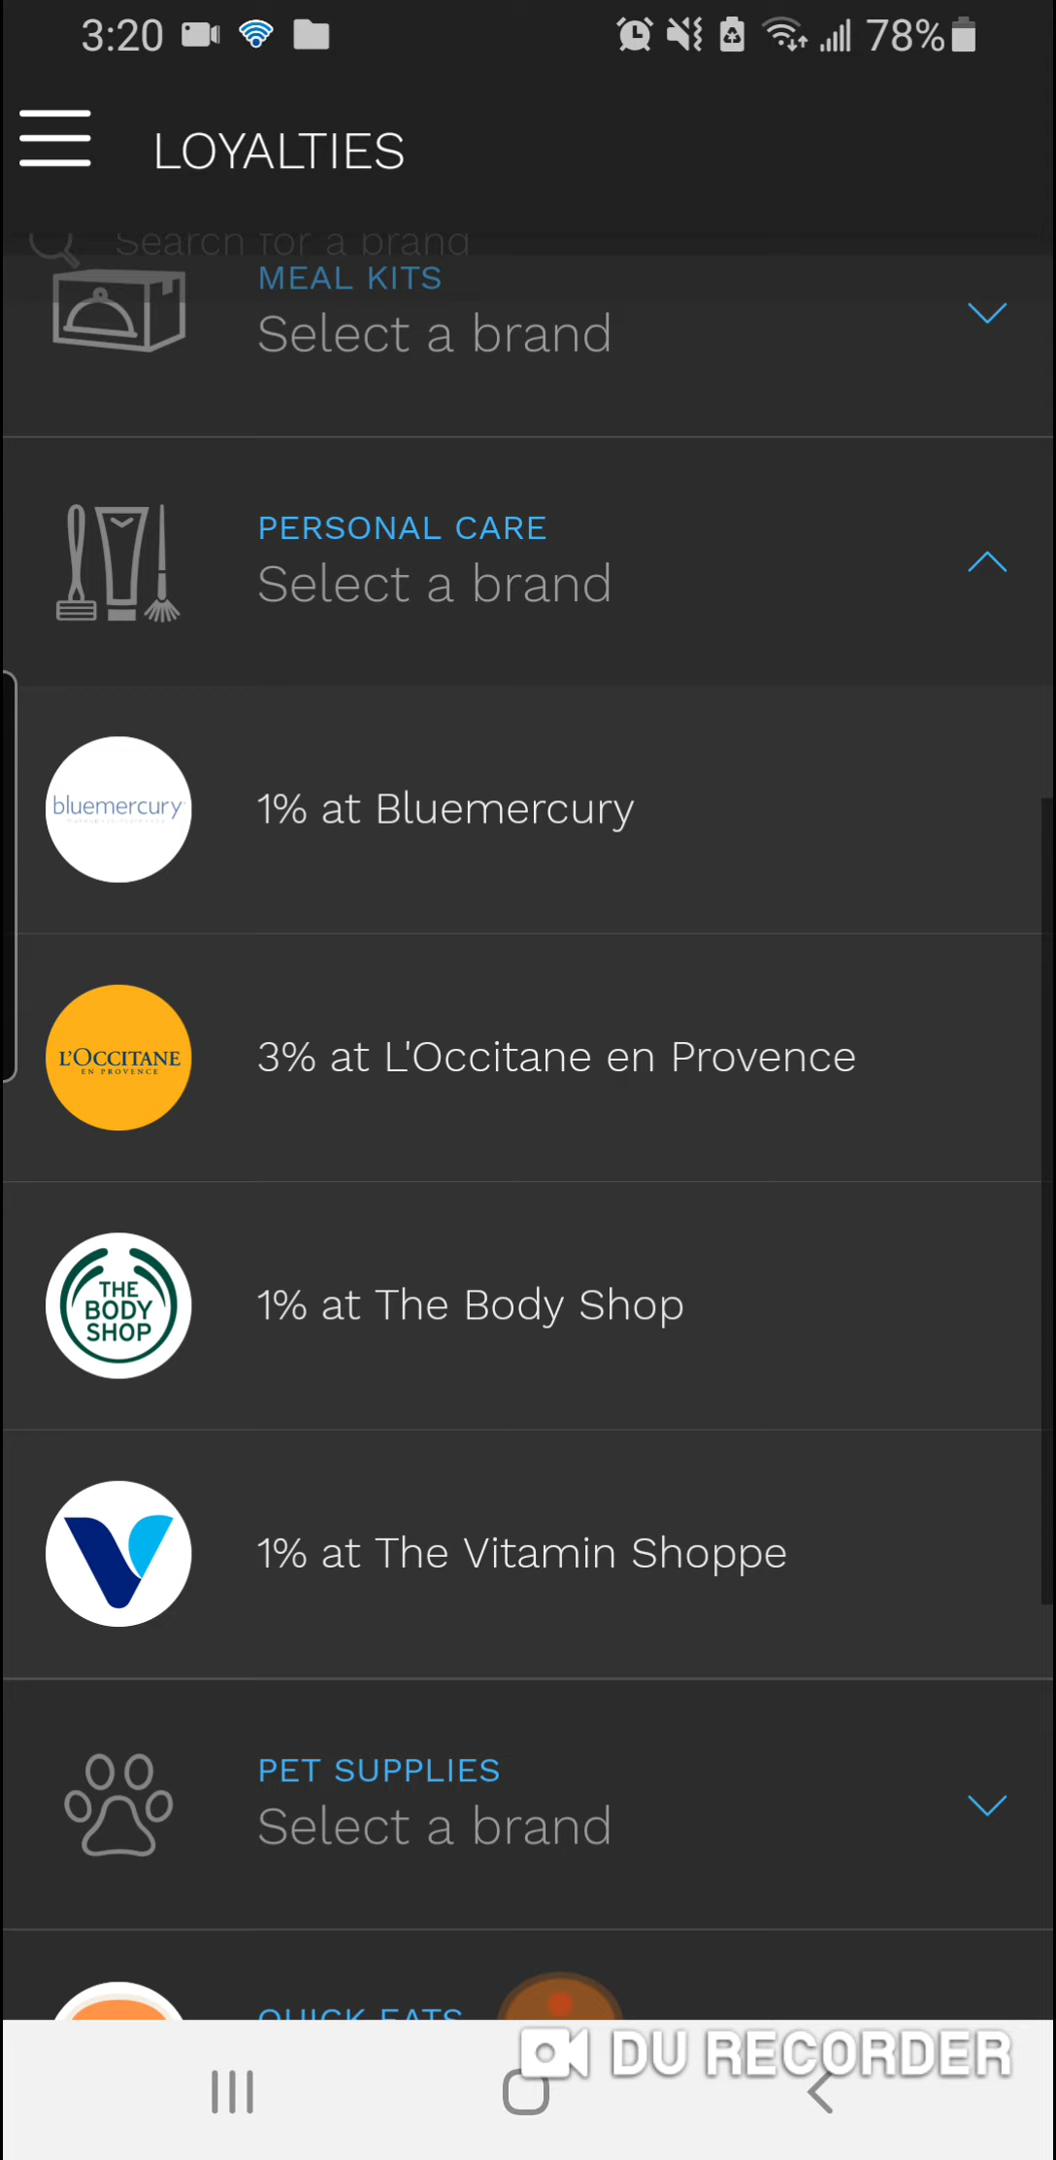 3:20 78%
LOYALTIES
Search for a brand
MEAL KITS
Select a brand
PERSONAL CARE
Select a brand
bluemercury
1% at Bluemercury
L'OCCITANE
EN PROVENCE
3% at L'Occitane en Provence
THE
BODY
SHOP
1% at The Body Shop
1% at The Vitamin Shoppe
PET SUPPLIES
Select a brand
QUICK EATS
DU RECORDER